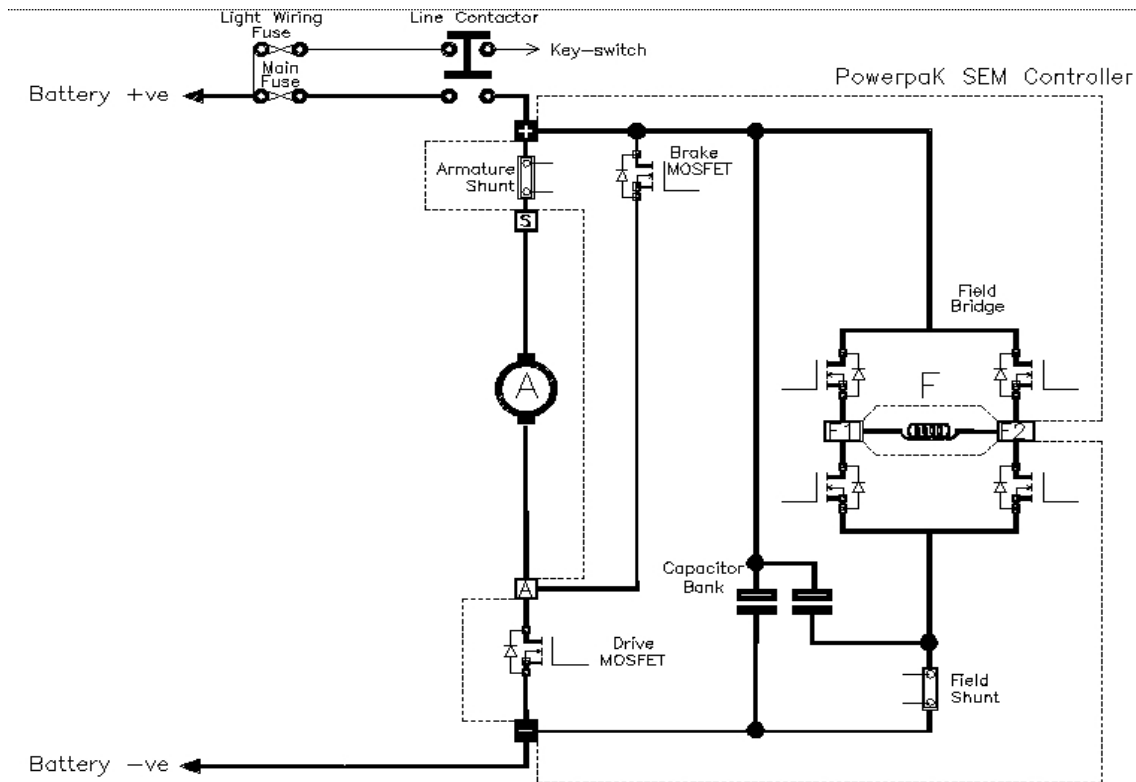 Light Wiring
Fuse
Line Contactor
Key-switch
Main
Fuse
Battery +ve
PowerpaK SEM Controller
+
Brake
MOSFET
Armature
Shunt
S
Field
Bridge
A
F
F1
F2
Capacitor
Bank
A
Drive
MOSFET
Field
Shunt
−
Battery -ve